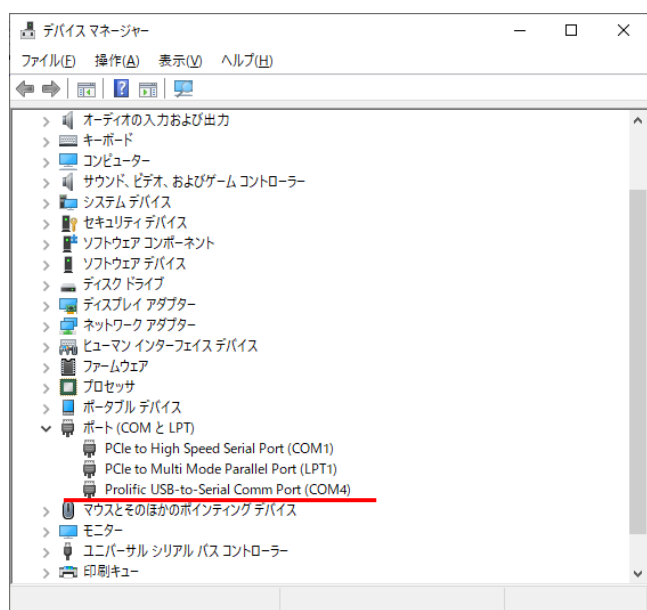 デバイス マネージャー
ファイル(F) 操作(A) 表示(V) ヘルプ(H)
オーディオの入力および出力
キーボード
コンピューター
サウンド、ビデオ、およびゲーム コントローラー
システム デバイス
セキュリティ デバイス
ソフトウェア コンポーネント
ソフトウェア デバイス
ディスク ドライブ
ディスプレイ アダプター
ネットワーク アダプター
ヒューマン インターフェイス デバイス
ファームウェア
プロセッサ
ポータブル デバイス
ポート (COM と LPT)
PCIe to High Speed Serial Port (COM1)
PCIe to Multi Mode Parallel Port (LPT1)
Prolific USB-to-Serial Comm Port (COM4)
マウスとそのほかのポインティング デバイス
モニター
ユニバーサル シリアル バス コントローラー
印刷キュー